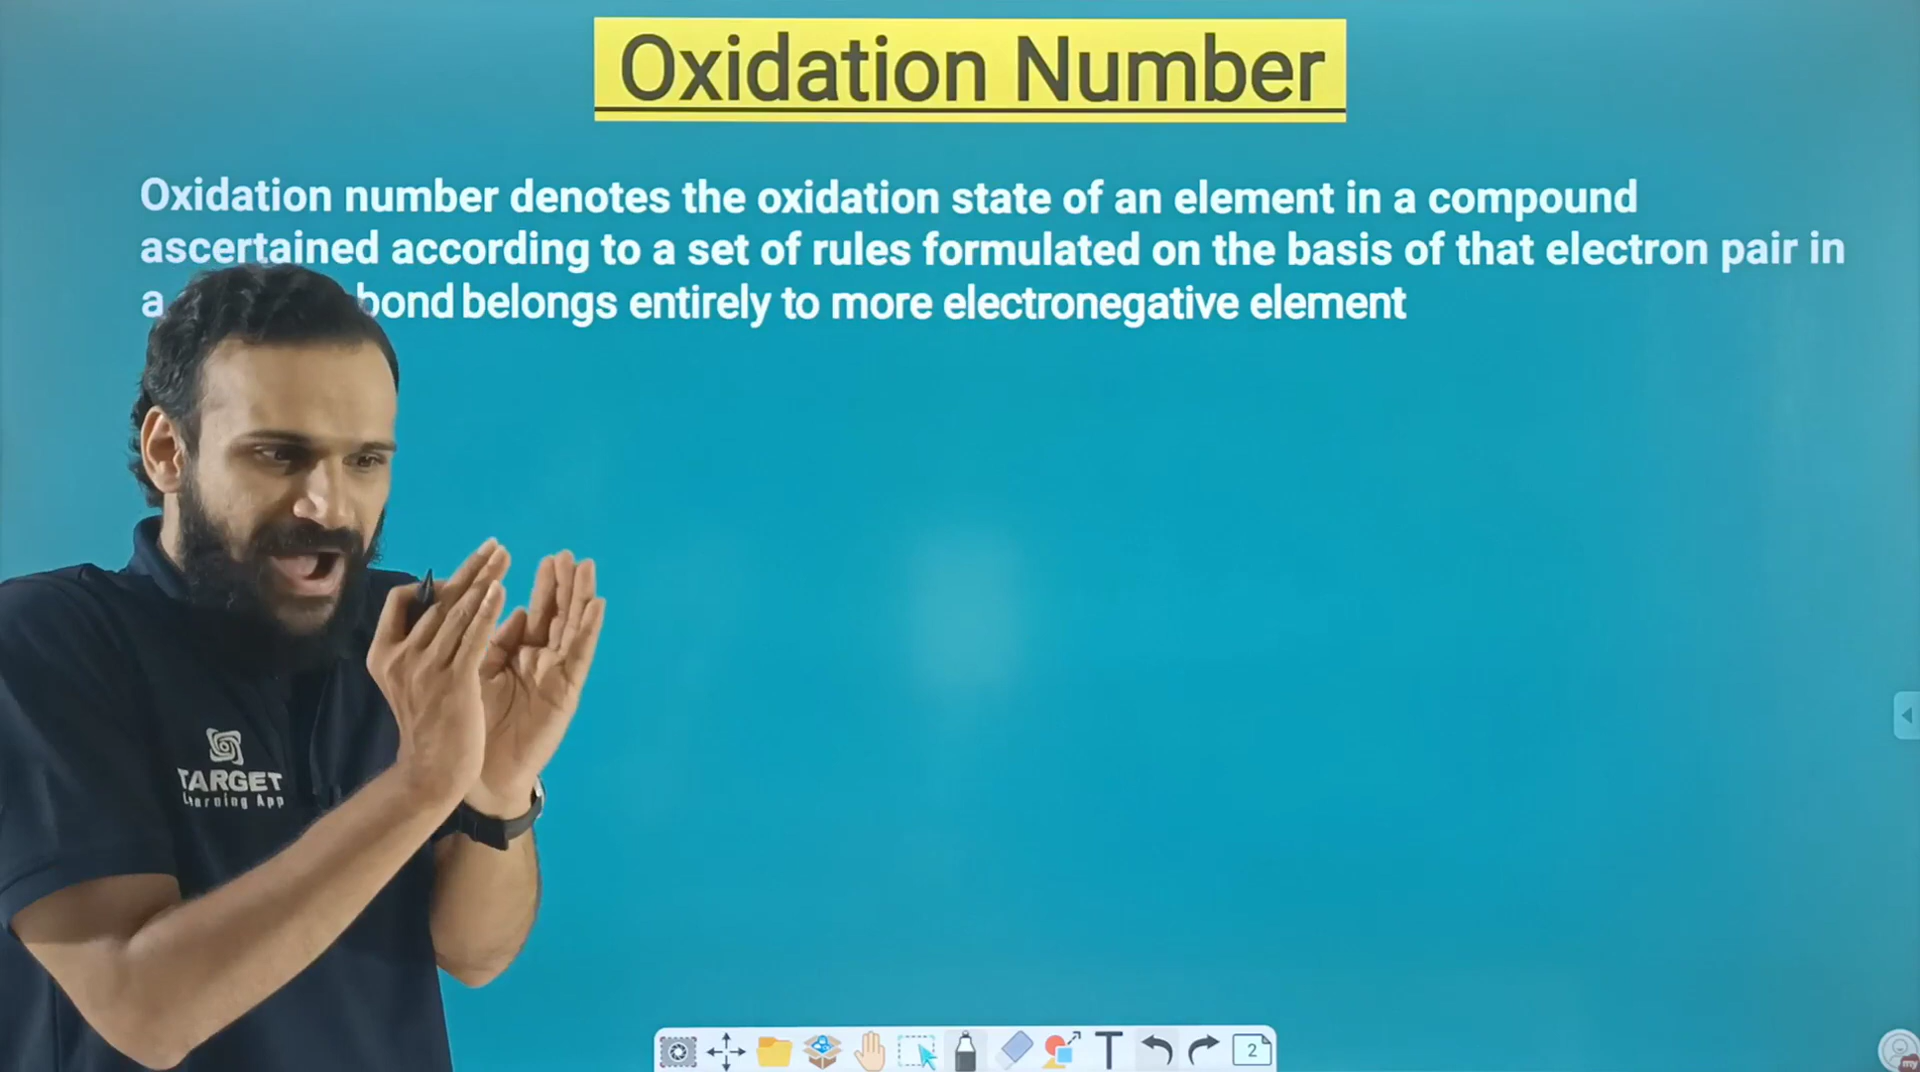 Oxidation Number
Oxidation number denotes the oxidation state of an element in a compound
ascertained according to a set of rules formulated on the basis of that electron pair in
a bond belongs entirely to more electronegative element
TARGET
Learning App
T
2
my